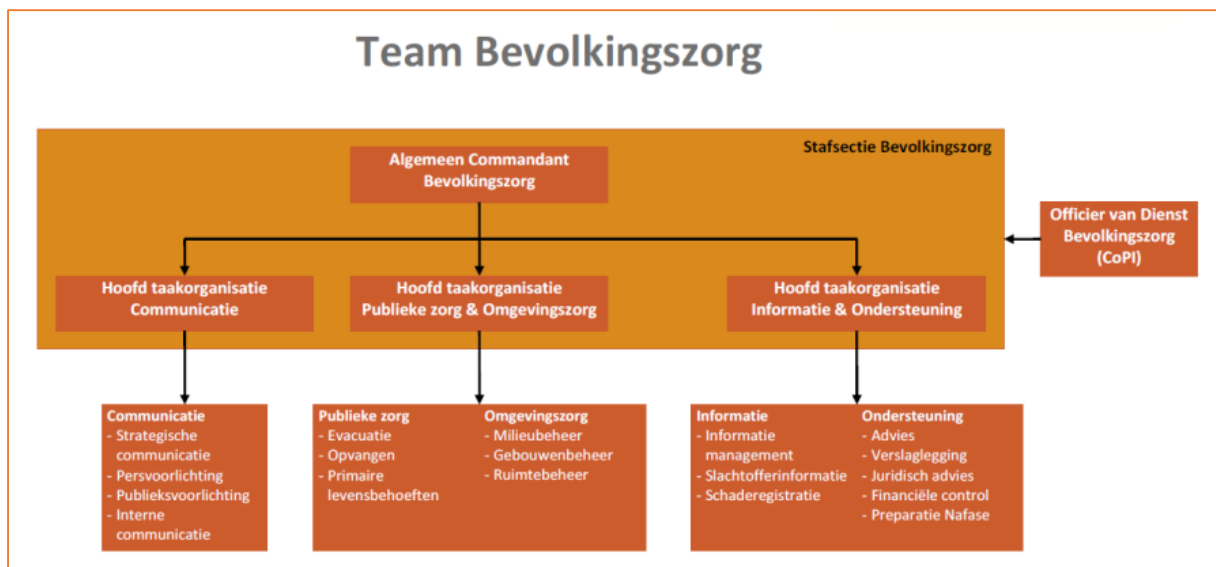 Team Bevolkingszorg
Stafsectie Bevolkingszorg
Algemeen Commandant
Bevolkingszorg
Officier van Dienst
Bevolkingszorg
(CoPI)
Hoofd taakorganisatie
Communicatie
Hoofd taakorganisatie
Publieke zorg & Omgevingszorg
Hoofd taakorganisatie
Informatie & Ondersteuning
Communicatie
- Strategische
communicatie
- Persvoorlichting
- Publieksvoorlichting
- Interne
communicatie
Publieke zorg
- Evacuatie
- Opvangen
- Primaire
levensbehoeften
Omgevingszorg
- Milieubeheer
- Gebouwenbeheer
- Ruimtebeheer
Informatie
- Informatie
management
- Slachtofferinformatie
- Schaderegistratie
Ondersteuning
- Advies
- Verslaglegging
- Juridisch advies
- Financiële control
- Preparatie Nafase